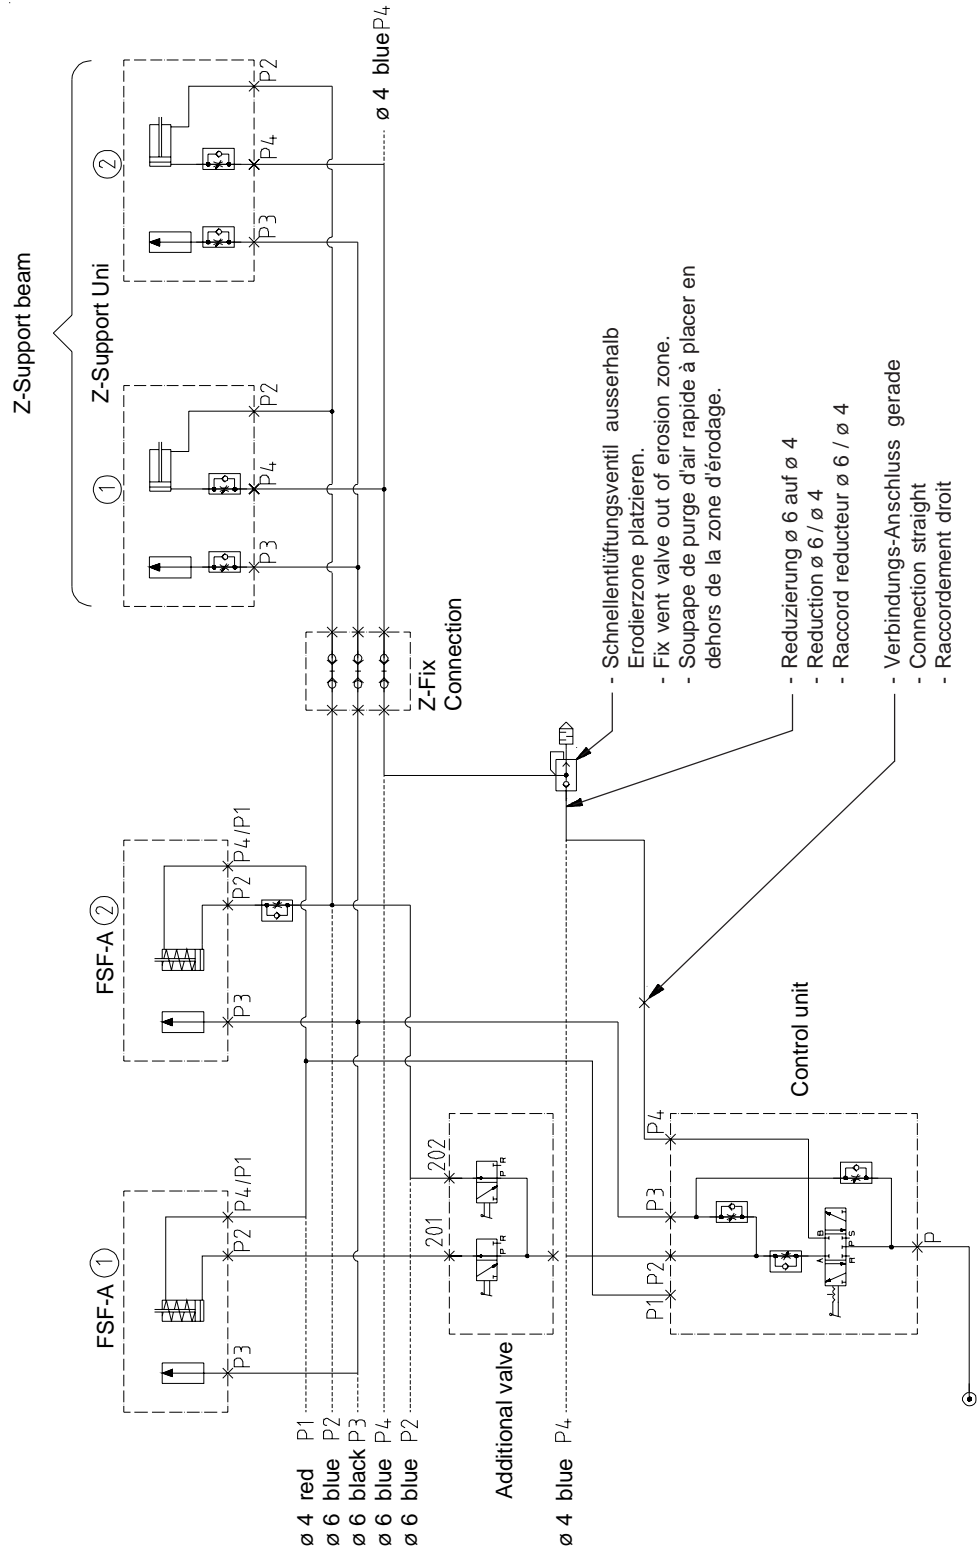 Z-Support beam
Z-Support Uni
1
2
P3
P4
P2
P3
P4
P2
ø 4 blue P4
FSF-A 1
FSF-A 2
P3
P2
P4/P1
P3
P2
P4/P1
Z-Fix
Connection
ø 4 red P1
ø 6 blue P2
ø 6 black P3
ø 6 blue P4
ø 6 blue P2
201
202
P R
P R
Additional valve
ø 4 blue P4
- Schnellentlüftungsventil ausserhalb
Erodierzone platzieren.
- Fix vent valve out of erosion zone.
- Soupape de purge d'air rapide à placer en
dehors de la zone d'érodage.
- Reduzierung ø 6 auf ø 4
- Reduction ø 6 / ø 4
- Raccord reducteur ø 6 / ø 4
- Verbindungs-Anschluss gerade
- Connection straight
- Raccordement droit
Control unit
P1
P2
P3
P4
A B
R P S
P